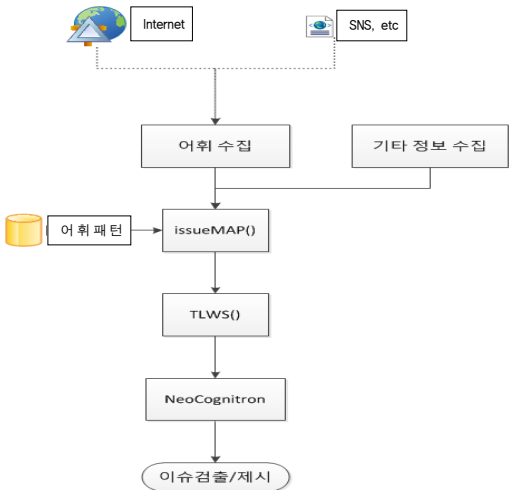 Internet
SNS, etc
어휘 수집
기타 정보 수집
어휘패턴
issueMAP()
TLWS()
NeoCognitron
이슈검출/제시